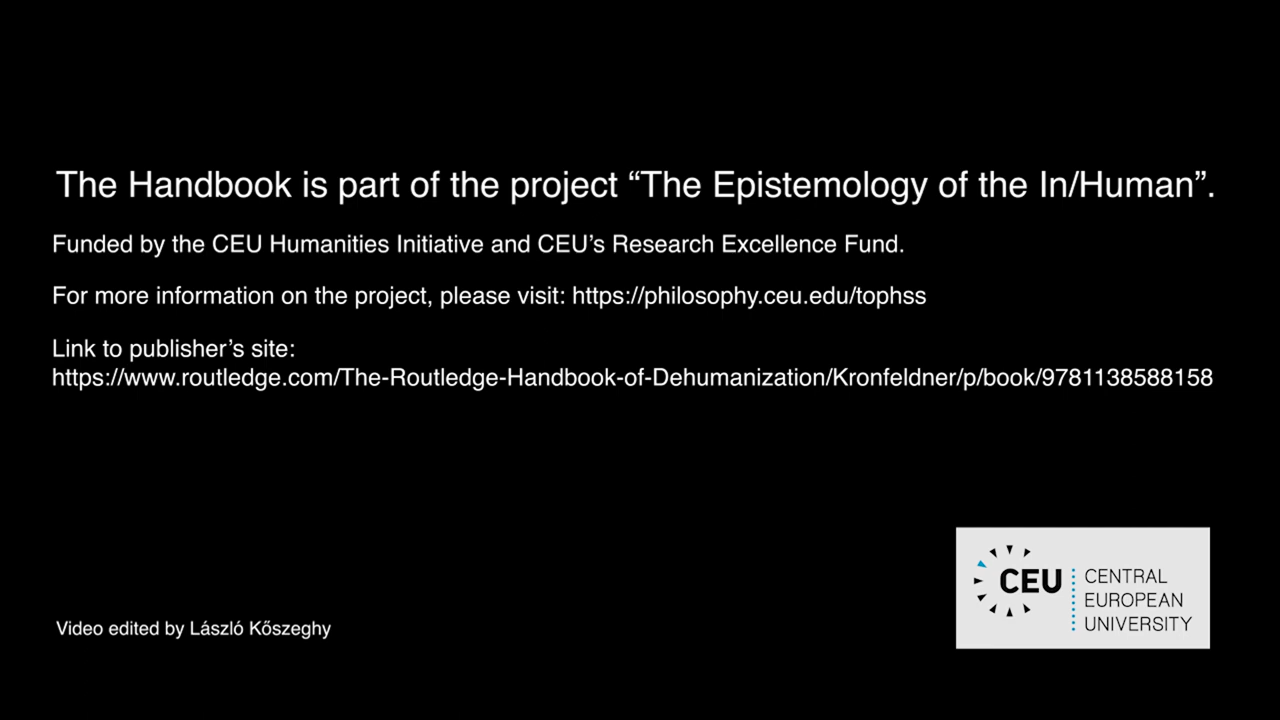 The Handbook is part of the project “The Epistemology of the In/Human”.
Funded by the CEU Humanities Initiative and CEU’s Research Excellence Fund.
For more information on the project, please visit: https://philosophy.ceu.edu/tophss
Link to publisher’s site:
https://www.routledge.com/The-Routledge-Handbook-of-Dehumanization/Kronfeldner/p/book/9781138588158
Video edited by László Kőszeghy
CEU
CENTRAL
EUROPEAN
UNIVERSITY